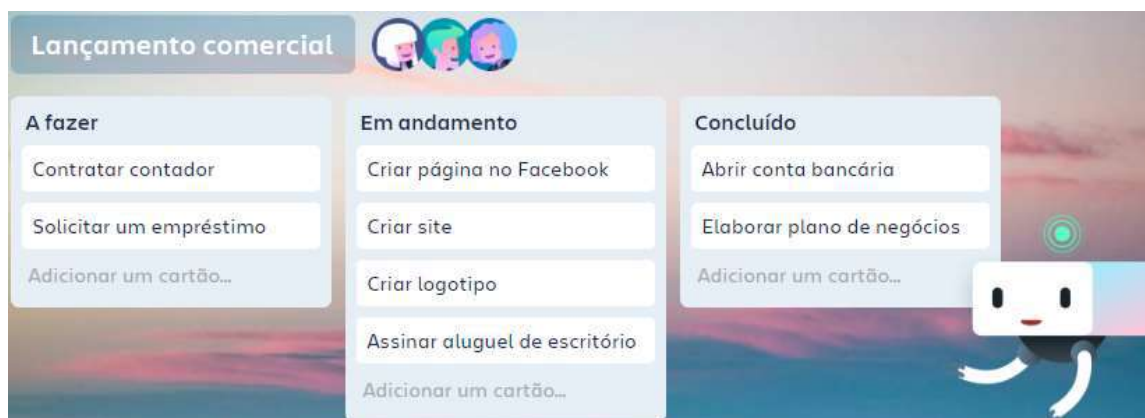 Lançamento comercial
A fazer
Contratar contador
Solicitar um empréstimo
Adicionar um cartão...
Em andamento
Criar página no Facebook
Criar site
Criar logotipo
Assinar aluguel de escritório
Adicionar um cartão...
Concluído
Abrir conta bancária
Elaborar plano de negócios
Adicionar um cartão...